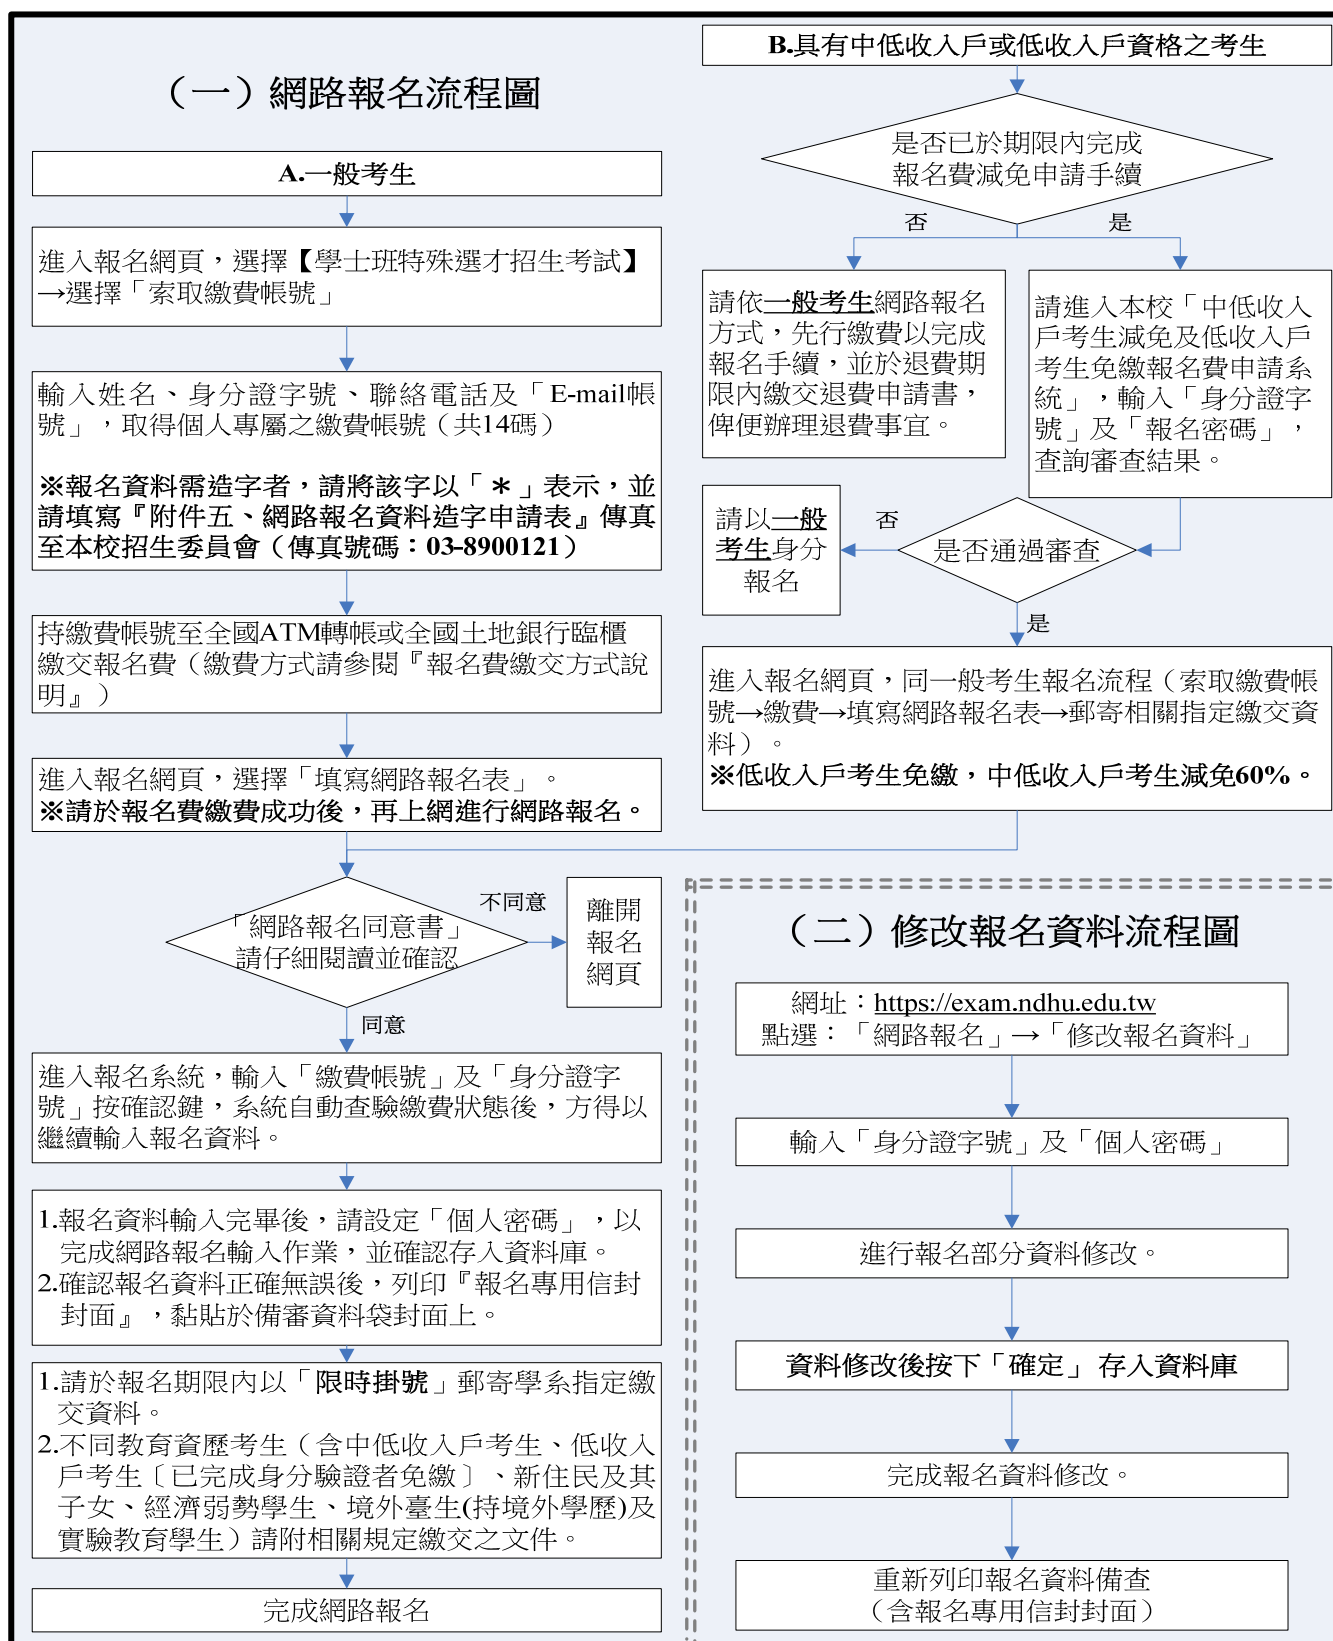 （一）網路報名流程圖
A.一般考生
進入報名網頁，選擇【學士班特殊選才招生考試】
→選擇「索取繳費帳號」
輸入姓名、身分證字號、聯絡電話及「E-mail帳
號」，取得個人專屬之繳費帳號（共14碼）
※報名資料需造字者，請將該字以「＊」表示，並
請填寫『附件五、網路報名資料造字申請表』傳真
至本校招生委員會（傳真號碼：03-8900121）
持繳費帳號至全國ATM轉帳或全國土地銀行臨櫃
繳交報名費（繳費方式請參閱『報名費繳交方式說
明』）
進入報名網頁，選擇「填寫網路報名表」。
※請於報名費繳費成功後，再上網進行網路報名。
「網路報名同意書」
請仔細閱讀並確認
不同意
離開
報名
網頁
同意
進入報名系統，輸入「繳費帳號」及「身分證字
號」按確認鍵，系統自動查驗繳費狀態後，方得以
繼續輸入報名資料。
1.報名資料輸入完畢後，請設定「個人密碼」，以
完成網路報名輸入作業，並確認存入資料庫。
2.確認報名資料正確無誤後，列印『報名專用信封
封面』，黏貼於備審資料袋封面上。
1.請於報名期限內以「限時掛號」郵寄學系指定繳
交資料。
2.不同教育資歷考生（含中低收入戶考生、低收入
戶考生〔已完成身分驗證者免繳〕、新住民及其
子女、經濟弱勢學生、境外臺生(持境外學歷)及
實驗教育學生）請附相關規定繳交之文件。
完成網路報名
B.具有中低收入戶或低收入戶資格之考生
是否已於期限內完成
報名費減免申請手續
否
是
請依一般考生網路報名
方式，先行繳費以完成
報名手續，並於退費期
限內繳交退費申請書，
俾便辦理退費事宜。
請進入本校「中低收入
戶考生減免及低收入戶
考生免繳報名費申請系
統」，輸入「身分證字
號」及「報名密碼」，
查詢審查結果。
是否通過審查
否
請以一般
考生身分
報名
是
進入報名網頁，同一般考生報名流程（索取繳費帳
號→繳費→填寫網路報名表→郵寄相關指定繳交資
料）。
※低收入戶考生免繳，中低收入戶考生減免60%。
（二）修改報名資料流程圖
網址：https://exam.ndhu.edu.tw
點選：「網路報名」→「修改報名資料」
輸入「身分證字號」及「個人密碼」
進行報名部分資料修改。
資料修改後按下「確定」存入資料庫
完成報名資料修改。
重新列印報名資料備查
（含報名專用信封封面）